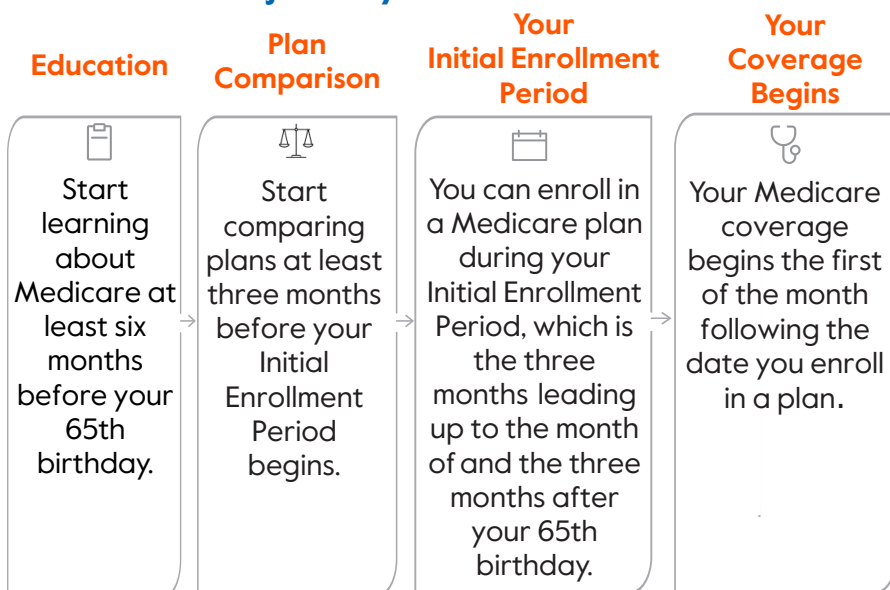 Education
Start
learning
about
Medicare at
least six
months
before your
65th
birthday.
Plan
Comparison
Start
comparing
plans at least
three months
before your
Initial
Enrollment
Period
begins.
Your
Initial Enrollment
Period
You can enroll in
a Medicare plan
during your
Initial Enrollment
Period, which is
the three
months leading
up to the month
of and the three
months after
your 65th
birthday.
Your
Coverage
Begins
Your Medicare
coverage
begins the first
of the month
following the
date you enroll
in a plan.